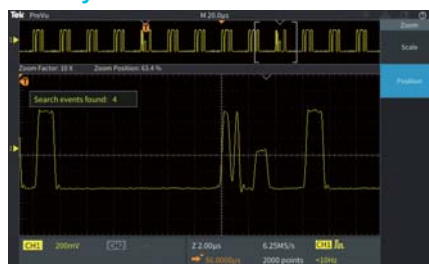 Tek PreVu M 20.0µs
Zoom
Scale
Zoom Factor: 10 X Zoom Position: 63.4 %
Position
Search events found: 4
CH1 200mV CH2 Z 2.00µs 6.25MS/s CH1
2000 points <10Hz